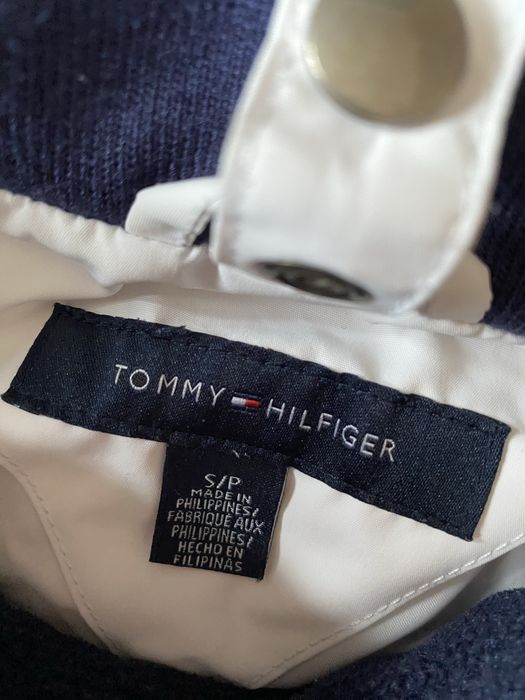 TOMMY HILFIGER
S/P
MADE IN
PHILIPPINES/
FABRIQUÉ AUX
PHILIPPINES/
HECHO EN
FILIPINAS